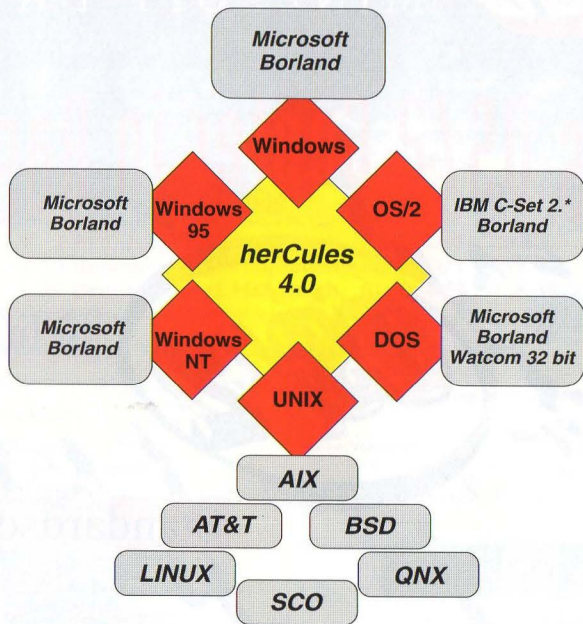 Microsoft
Borland
Windows
Microsoft
Borland
Windows
95
OS/2
IBM C-Set 2.*
Borland
herCules
4.0
Microsoft
Borland
Windows
NT
DOS
Microsoft
Borland
Watcom 32 bit
UNIX
AIX
AT&T
BSD
LINUX
QNX
SCO